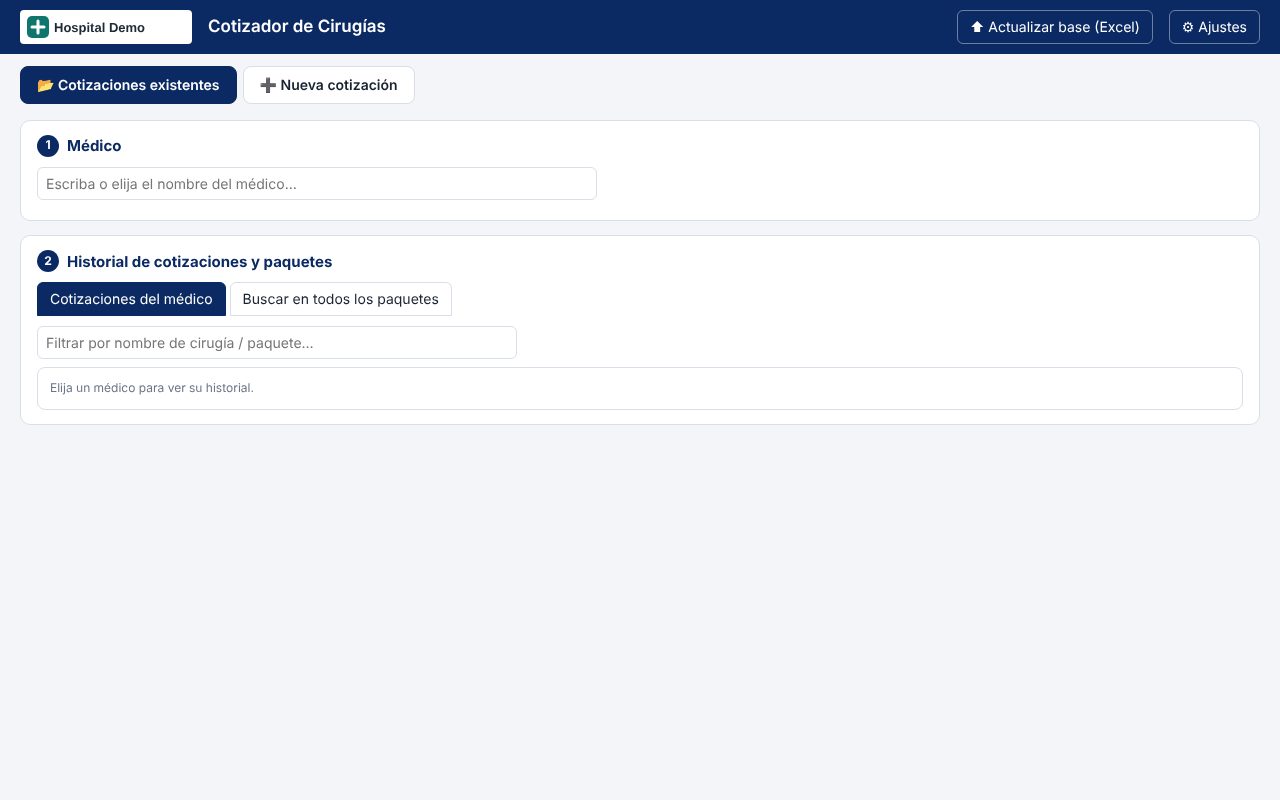 Hospital Demo
Cotizador de Cirugías
⬆ Actualizar base (Excel)
⚙ Ajustes
📂 Cotizaciones existentes
➕ Nueva cotización
1 Médico
Escriba o elija el nombre del médico...
2 Historial de cotizaciones y paquetes
Cotizaciones del médico
Buscar en todos los paquetes
Filtrar por nombre de cirugía / paquete...
Elija un médico para ver su historial.